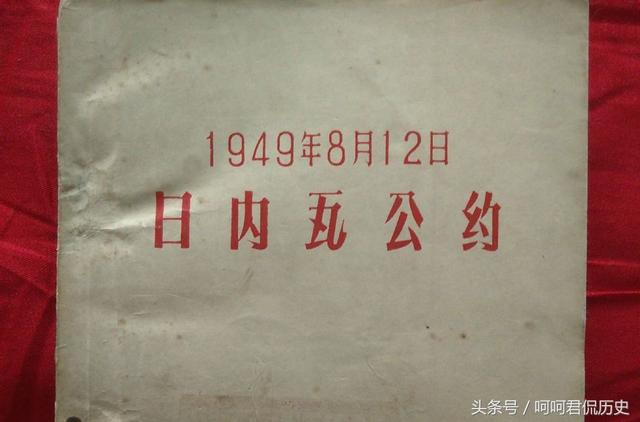 1949年8月12日
日内瓦公约
头条号 / 呵呵君侃历史